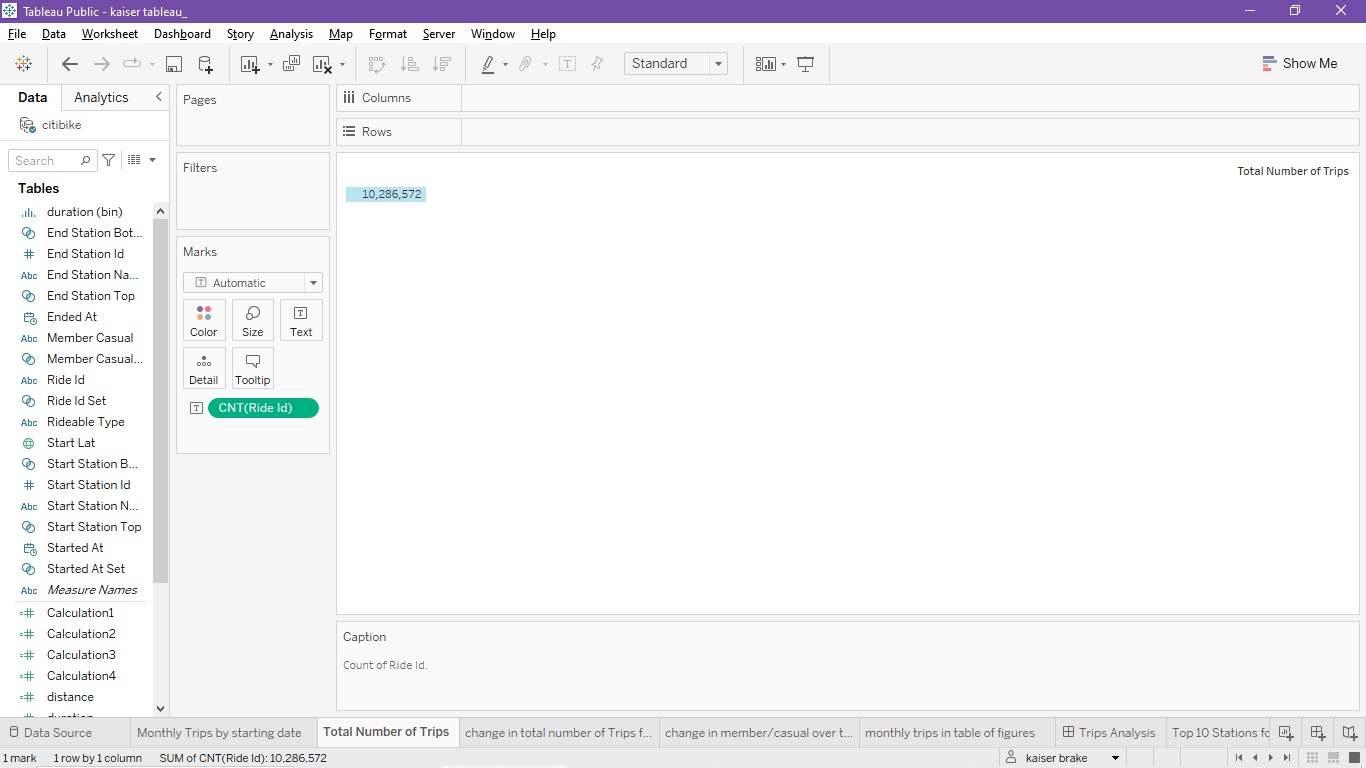 Tableau Public - kaiser tableau_
File Data Worksheet Dashboard Story Analysis Map Format Server Window Help
Standard
Show Me
Data Analytics
citibike
Search
Tables
duration (bin)
End Station Bot...
End Station Id
Abc End Station Na...
End Station Top
Ended At
Abc Member Casual
Member Casual...
Abc Ride Id
Ride Id Set
Abc Rideable Type
Start Lat
Start Station B...
Start Station Id
Abc Start Station N...
Start Station Top
Started At
Started At Set
Abc Measure Names
Calculation1
Calculation2
Calculation3
Calculation4
distance
Pages
Filters
Marks
T Automatic
Color Size Text
Detail Tooltip
T CNT(Ride Id)
Columns
Rows
Total Number of Trips
10,286,572
Caption
Count of Ride Id.
Data Source Monthly Trips by starting date Total Number of Trips change in total number of Trips f... change in member/casual over t... monthly trips in table of figures Trips Analysis Top 10 Stations fo
1 mark 1 row by 1 column SUM of CNT(Ride Id): 10,286,572 kaiser brake